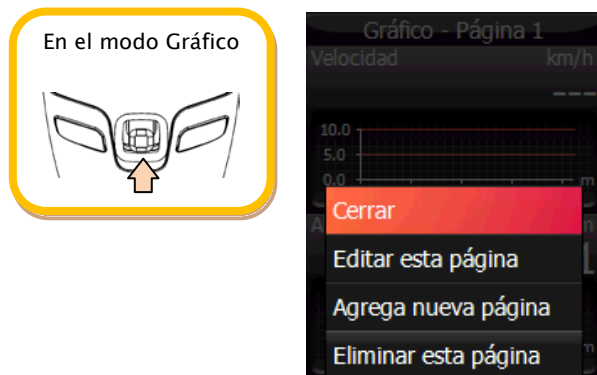 En el modo Gráfico
Gráfico - Página 1
Velocidad km/h
---
10.0
5.0
0.0
m
Cerrar
Editar esta página
Agrega nueva página
Eliminar esta página